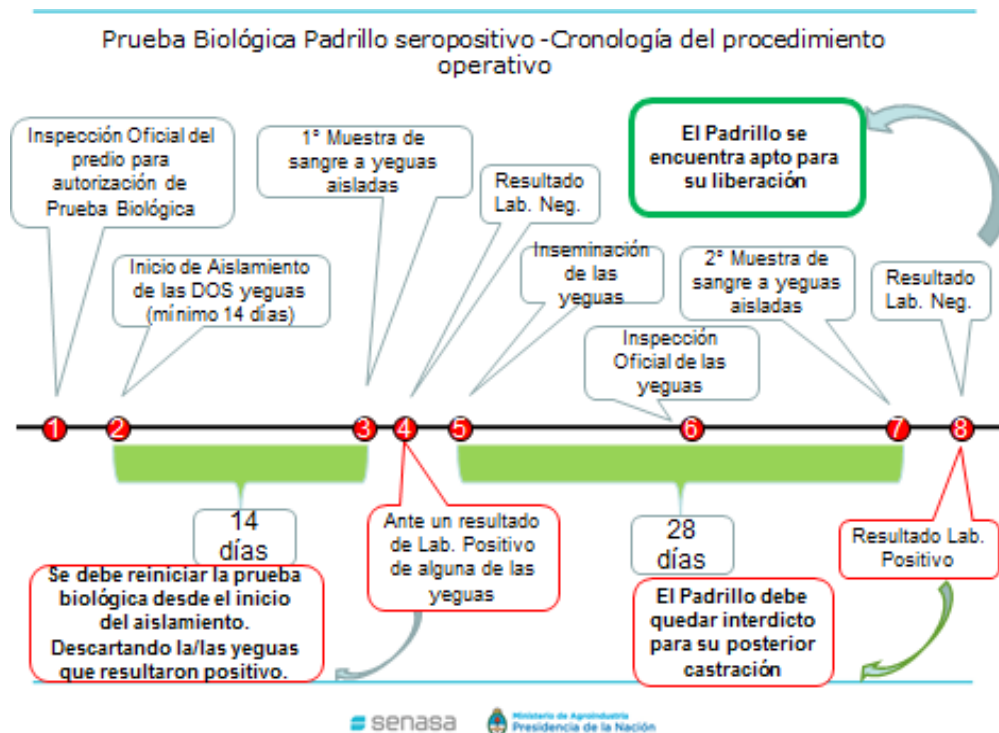 Prueba Biológica Padrillo seropositivo -Cronología del procedimiento
operativo
Inspección Oficial del
predio para
autorización de
Prueba Biológica
1° Muestra de
sangre a yeguas
aisladas
El Padrillo se
encuentra apto para
su liberación
Resultado
Lab. Neg.
Inicio de Aislamiento
de las DOS yeguas
(mínimo 14 días)
Inseminación
de las
yeguas
2° Muestra de
sangre a yeguas
aisladas
Resultado
Lab. Neg.
Inspección
Oficial de las
yeguas
1 2 3 4 5 6 7 8
14
días
Ante un resultado
de Lab. Positivo
de alguna de las
yeguas
28
días
Resultado Lab.
Positivo
Se debe reiniciar la prueba
biológica desde el inicio
del aislamiento.
Descartando la/las yeguas
que resultaron positivo.
El Padrillo debe
quedar interdicto
para su posterior
castración
senasa
Ministerio de Agroindustria
Presidencia de la Nación